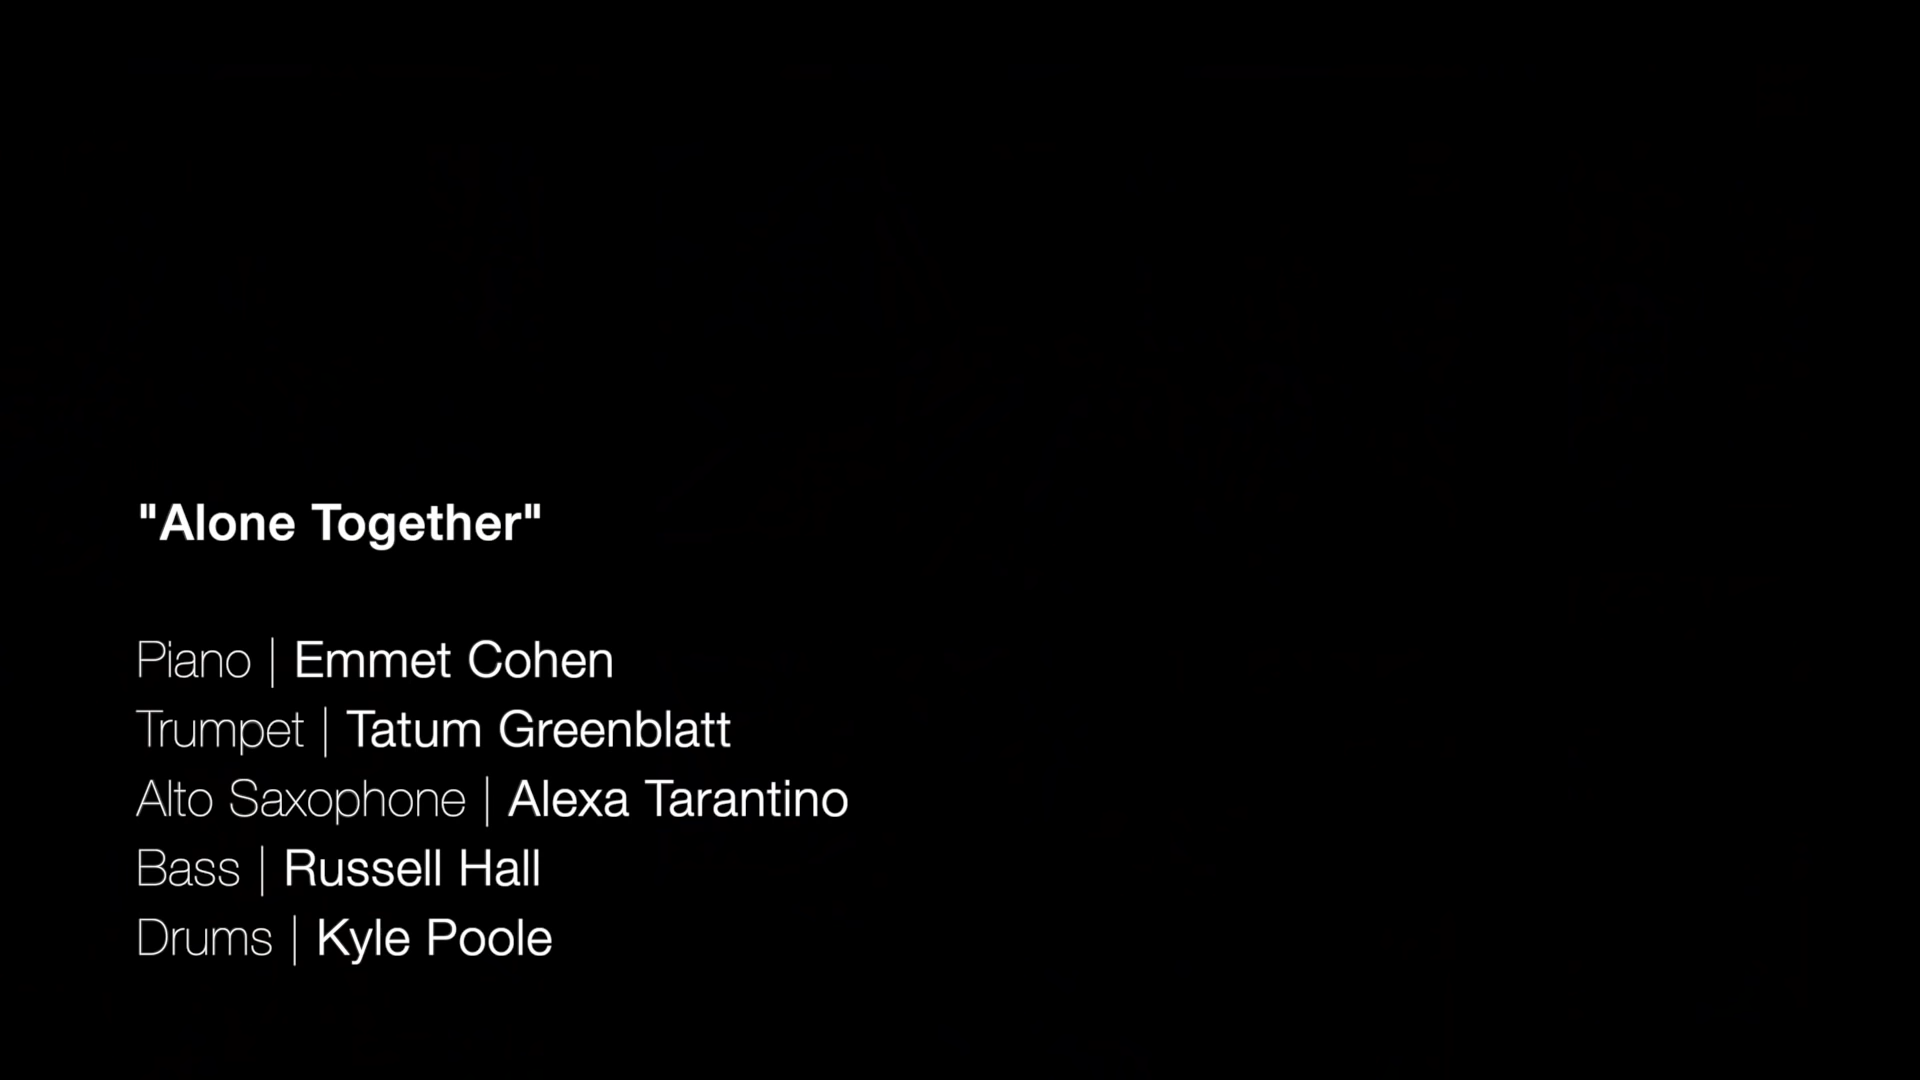 "Alone Together"
Piano | Emmet Cohen
Trumpet | Tatum Greenblatt
Alto Saxophone | Alexa Tarantino
Bass | Russell Hall
Drums | Kyle Poole